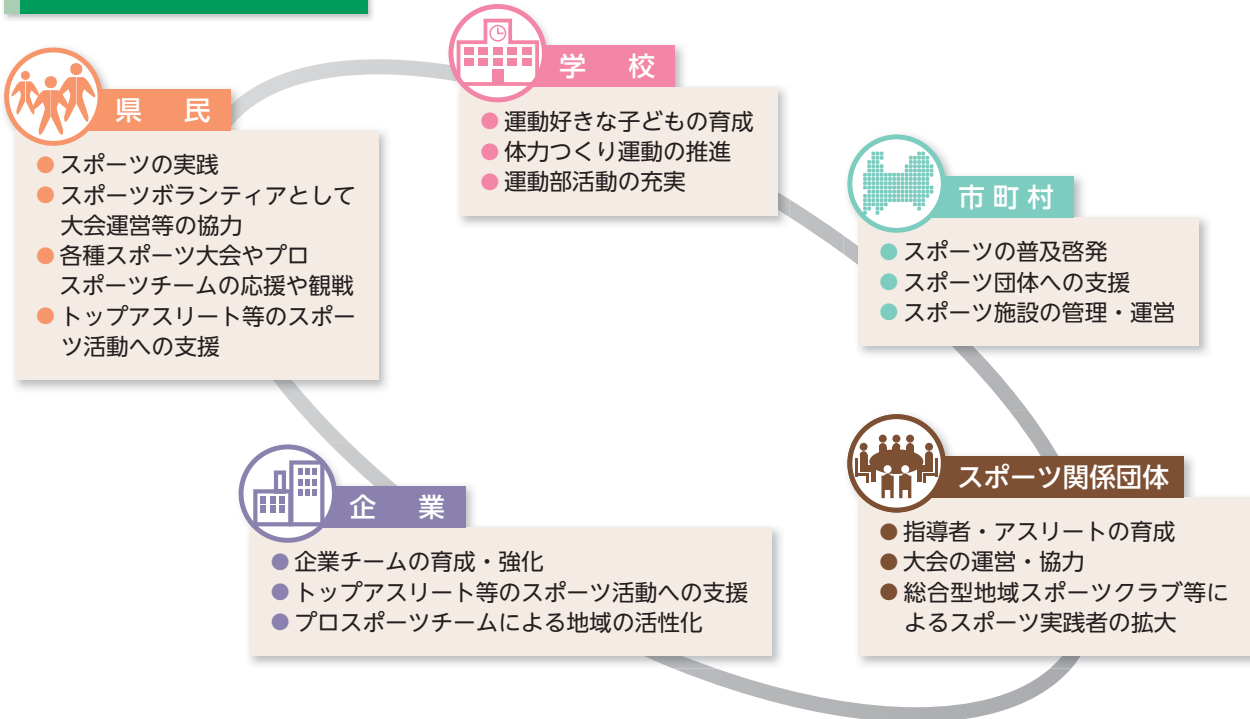 県民
● スポーツの実践
● スポーツボランティアとして
大会運営等の協力
● 各種スポーツ大会やプロ
スポーツチームの応援や観戦
● トップアスリート等のスポー
ツ活動への支援
学校
● 運動好きな子どもの育成
● 体力つくり運動の推進
● 運動部活動の充実
市町村
● スポーツの普及啓発
● スポーツ団体への支援
● スポーツ施設の管理・運営
企業
● 企業チームの育成・強化
● トップアスリート等のスポーツ活動への支援
● プロスポーツチームによる地域の活性化
スポーツ関係団体
● 指導者・アスリートの育成
● 大会の運営・協力
● 総合型地域スポーツクラブ等に
よるスポーツ実践者の拡大